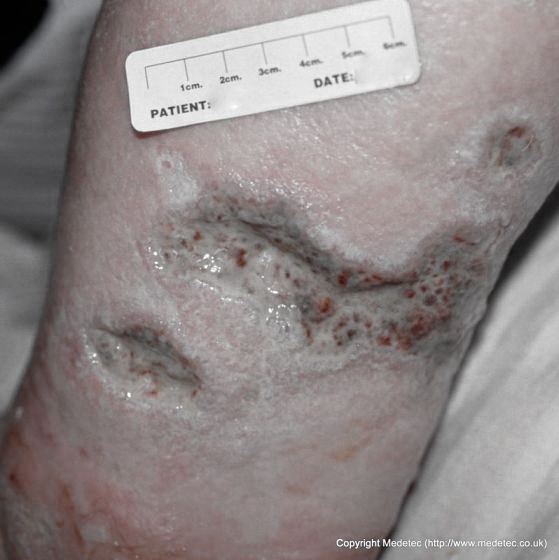 1cm. 2cm. 3cm. 4cm. 5cm. 6cm.
PATIENT: DATE:
Copyright Medetec (http://www.medetec.co.uk)